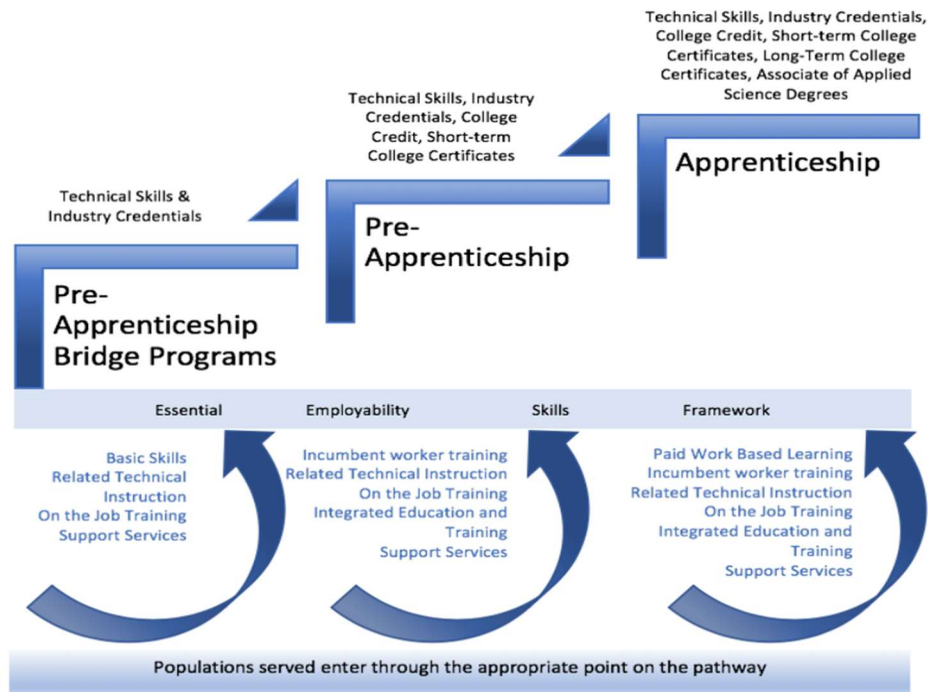 Technical Skills, Industry Credentials,
College Credit, Short-term College
Certificates, Long-Term College
Certificates, Associate of Applied
Science Degrees
Technical Skills, Industry
Credentials, College
Credit, Short-term
College Certificates
Technical Skills &
Industry Credentials
Apprenticeship
Pre-
Apprenticeship
Pre-
Apprenticeship
Bridge Programs
Essential Employability Skills Framework
Basic Skills
Related Technical
Instruction
On the Job Training
Support Services
Incumbent worker training
Related Technical Instruction
On the Job Training
Integrated Education and
Training
Support Services
Paid Work Based Learning
Incumbent worker training
Related Technical Instruction
On the Job Training
Integrated Education and
Training
Support Services
Populations served enter through the appropriate point on the pathway